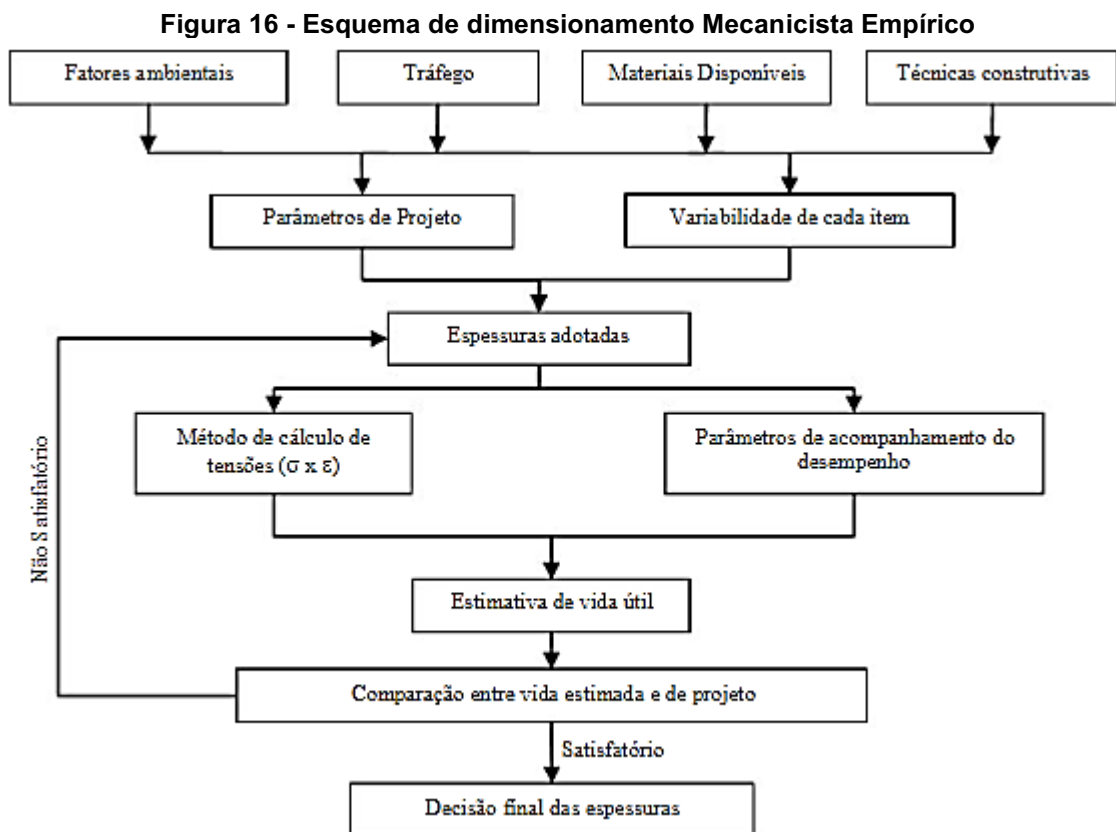 Figura 16 - Esquema de dimensionamento Mecanicista Empírico
Fatores ambientais
Tráfego
Materiais Disponíveis
Técnicas construtivas
Parâmetros de Projeto
Variabilidade de cada item
Espessuras adotadas
Método de cálculo de
tensões (σ x ε)
Parâmetros de acompanhamento do
desempenho
Não Satisfatório
Estimativa de vida útil
Comparação entre vida estimada e de projeto
Satisfatório
Decisão final das espessuras